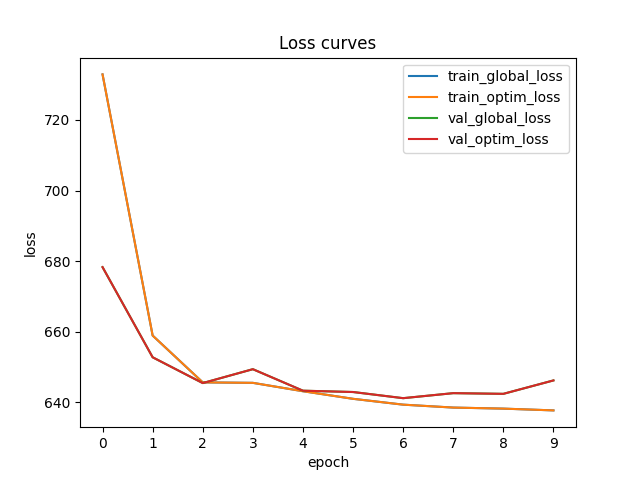 Loss curves
train_global_loss
train_optim_loss
val_global_loss
val_optim_loss
720
700
680
660
640
loss
0 1 2 3 4 5 6 7 8 9
epoch